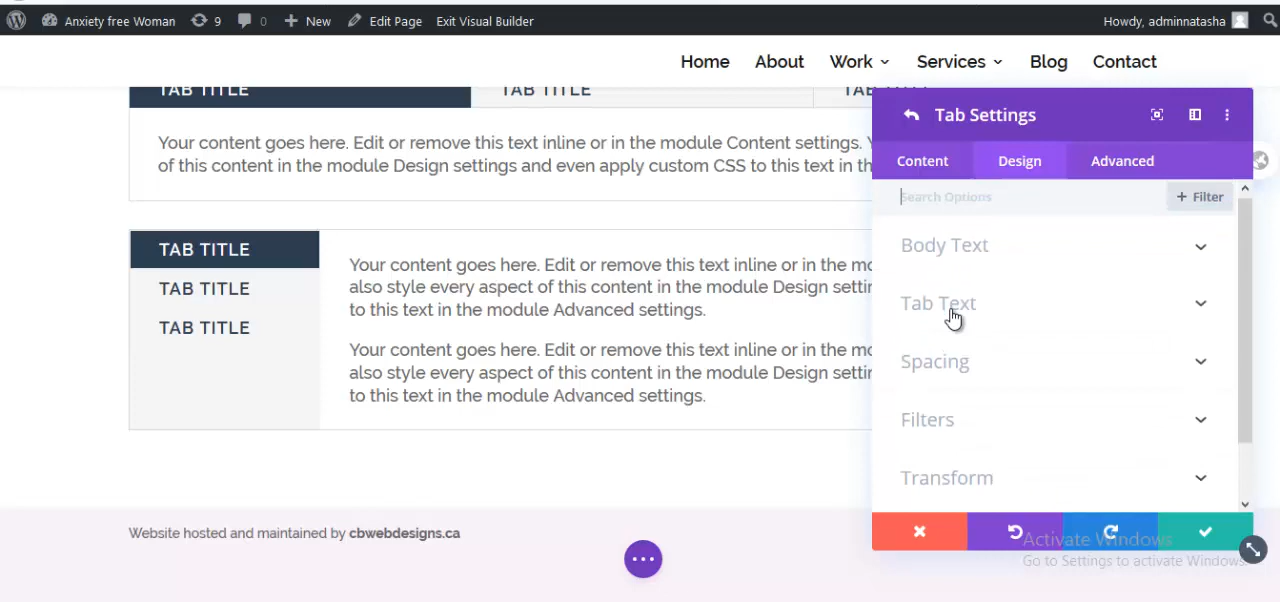 Anxiety free Woman 9 0 New Edit Page Exit Visual Builder Howdy, adminnatasha
Home About Work Services Blog Contact
TAB TITLE TAB TITLE TAB TITLE
Your content goes here. Edit or remove this text inline or in the module Content settings. Y
of this content in the module Design settings and even apply custom CSS to this text in th
TAB TITLE
TAB TITLE
TAB TITLE
Your content goes here. Edit or remove this text inline or in the mo
also style every aspect of this content in the module Design settin
to this text in the module Advanced settings.
Your content goes here. Edit or remove this text inline or in the mo
also style every aspect of this content in the module Design settin
to this text in the module Advanced settings.
Tab Settings
Content Design Advanced
Search Options + Filter
Body Text
Tab Text
Spacing
Filters
Transform
Activate Windows
Go to Settings to activate Windows.
Website hosted and maintained by cbwebdesigns.ca